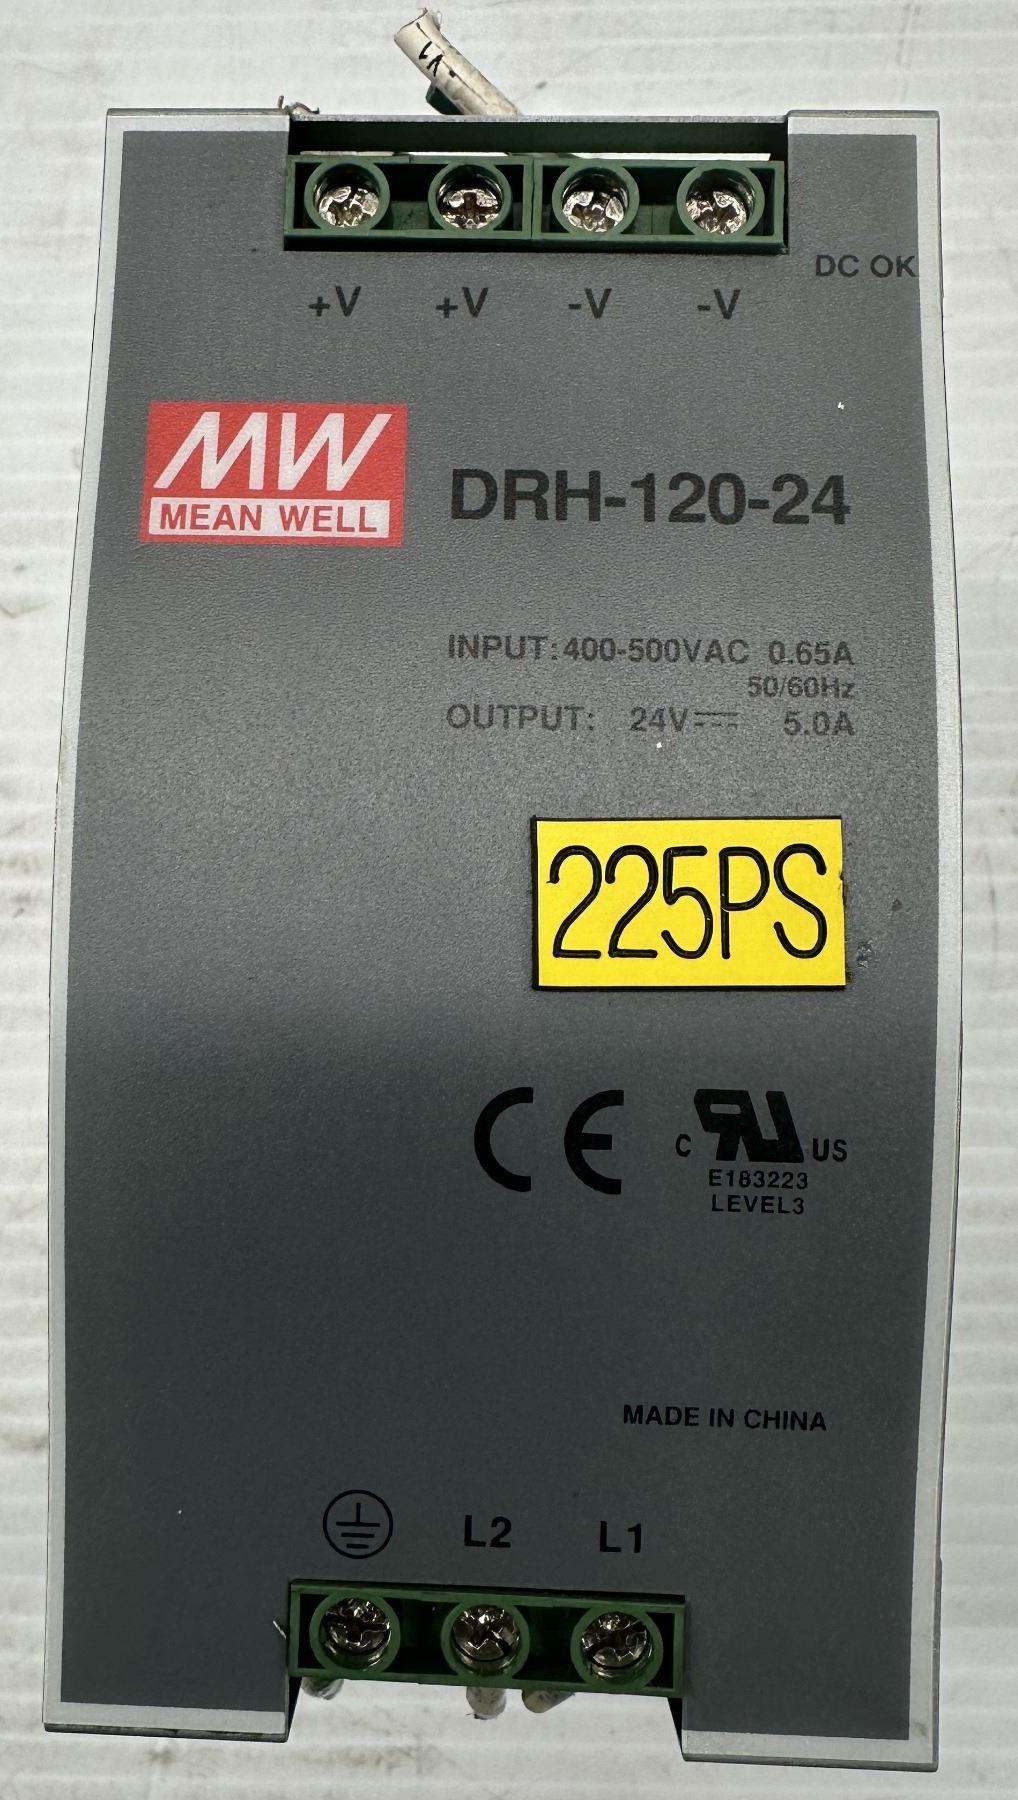 DC OK
+V +V -V -V
MW
MEAN WELL
DRH-120-24
INPUT: 400-500VAC 0.65A
50/60Hz
OUTPUT: 24V⎓ 5.0A
225PS
CE
C RU US
E183223
LEVEL3
MADE IN CHINA
L2 L1